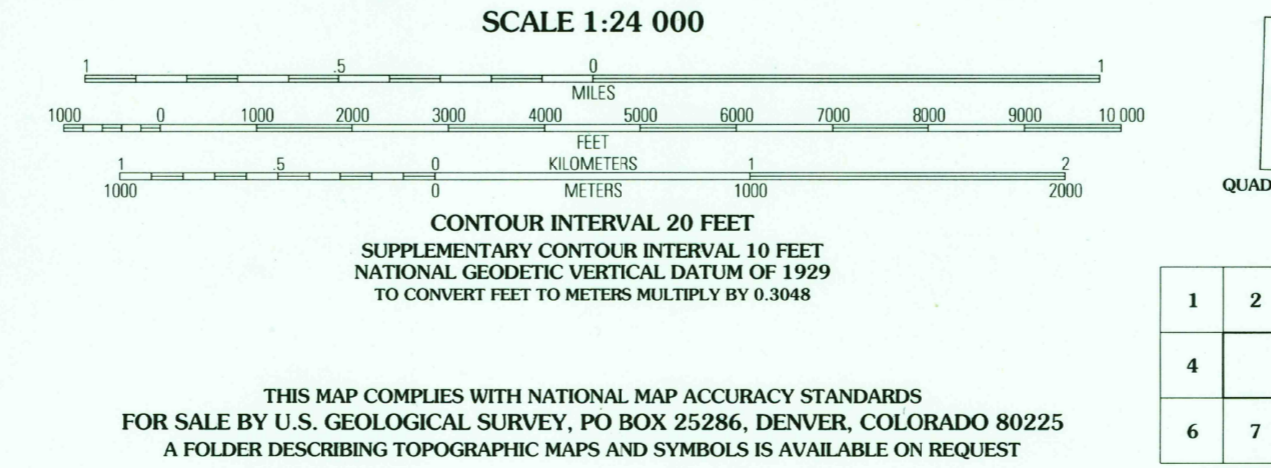 SCALE 1:24 000
1 .5 0 1
MILES
1000 0 1000 2000 3000 4000 5000 6000 7000 8000 9000 10 000
FEET
1 .5 0 KILOMETERS 1 2
1000 0 METERS 1000 2000
CONTOUR INTERVAL 20 FEET
SUPPLEMENTARY CONTOUR INTERVAL 10 FEET
NATIONAL GEODETIC VERTICAL DATUM OF 1929
TO CONVERT FEET TO METERS MULTIPLY BY 0.3048
THIS MAP COMPLIES WITH NATIONAL MAP ACCURACY STANDARDS
FOR SALE BY U.S. GEOLOGICAL SURVEY, PO BOX 25286, DENVER, COLORADO 80225
A FOLDER DESCRIBING TOPOGRAPHIC MAPS AND SYMBOLS IS AVAILABLE ON REQUEST
QUAD
1 2
4
6 7